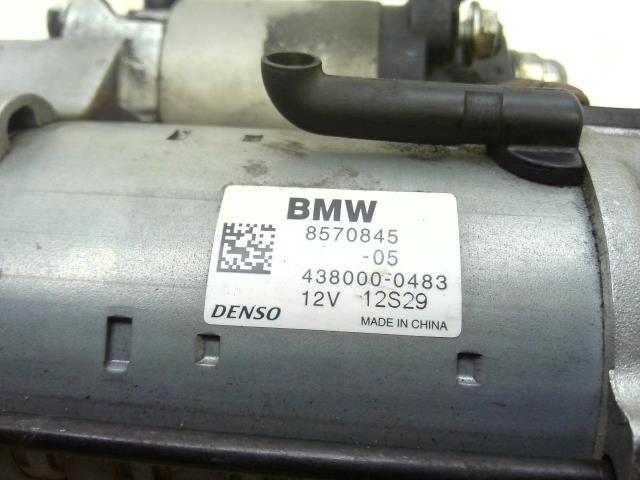 BMW
8570845
-05
438000-0483
12V 12S29
DENSO MADE IN CHINA